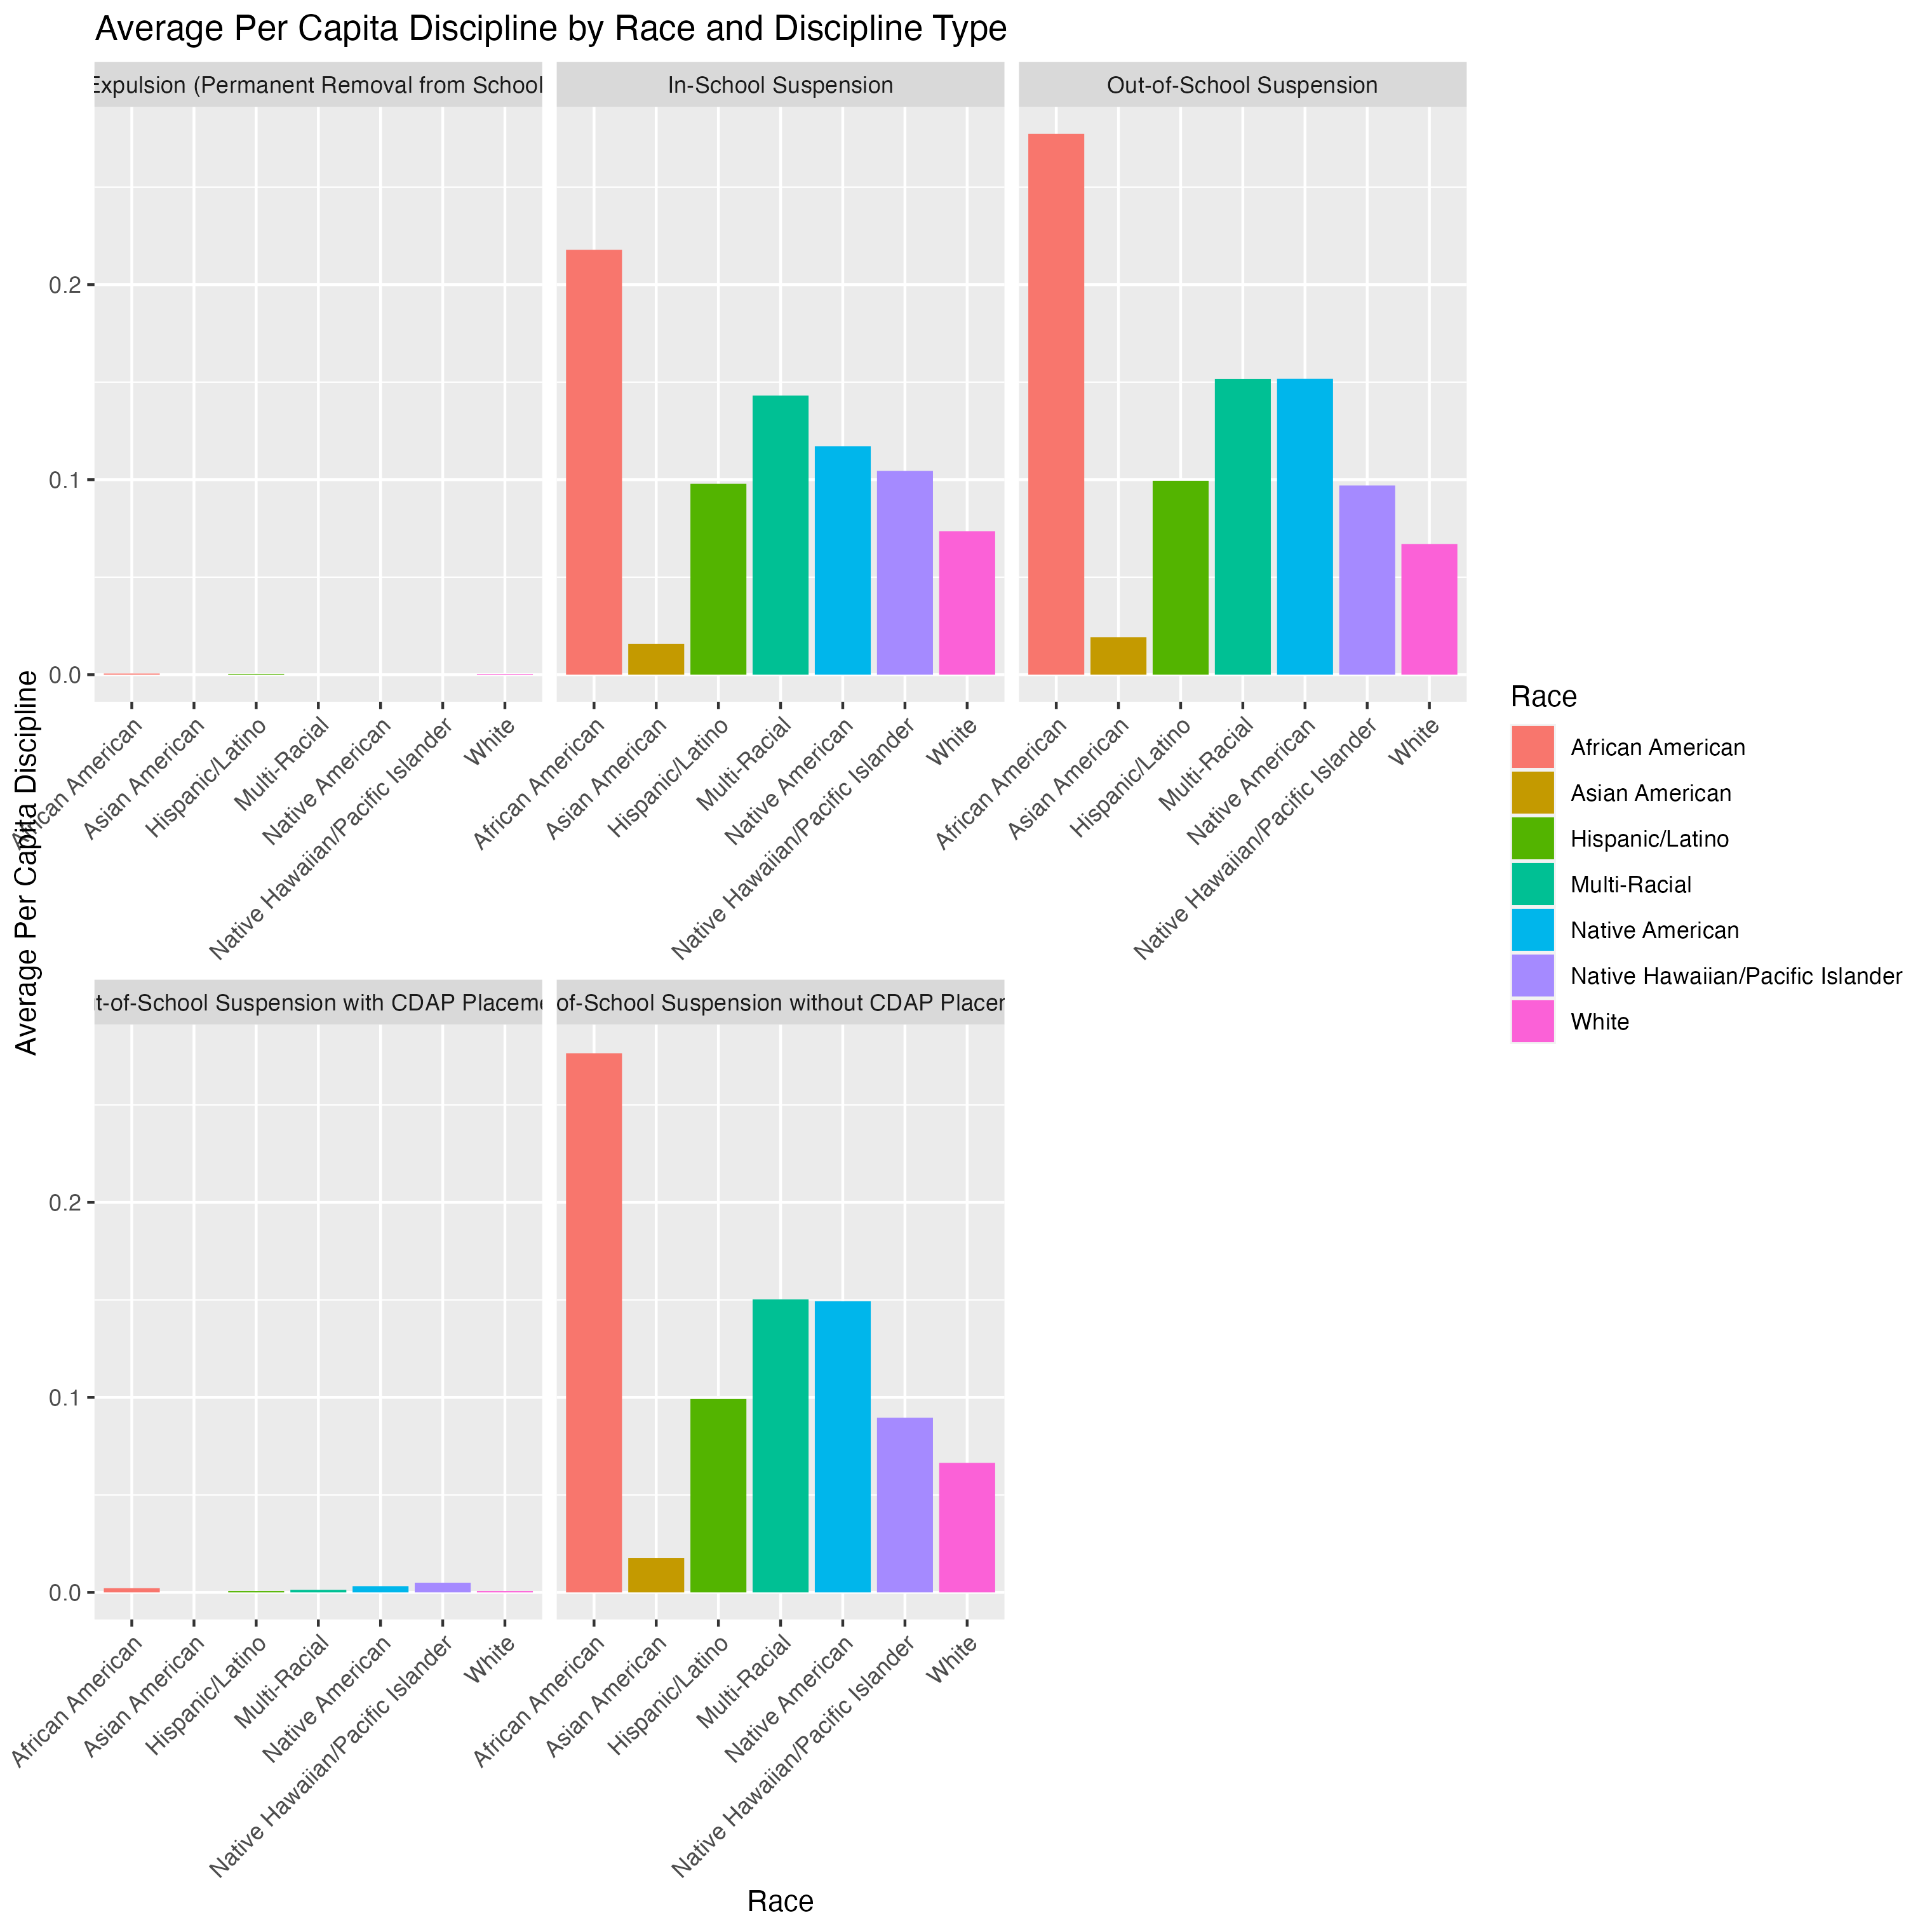 Average Per Capita Discipline by Race and Discipline Type
Expulsion (Permanent Removal from School
In-School Suspension
Out-of-School Suspension
0.2
0.1
0.0
African American
Asian American
Hispanic/Latino
Multi-Racial
Native American
Native Hawaiian/Pacific Islander
White
African American
Asian American
Hispanic/Latino
Multi-Racial
Native American
Native Hawaiian/Pacific Islander
White
African American
Asian American
Hispanic/Latino
Multi-Racial
Native American
Native Hawaiian/Pacific Islander
White
Average Per Capita Discipline
t-of-School Suspension with CDAP Placeme
of-School Suspension without CDAP Placem
0.2
0.1
0.0
African American
Asian American
Hispanic/Latino
Multi-Racial
Native American
Native Hawaiian/Pacific Islander
White
African American
Asian American
Hispanic/Latino
Multi-Racial
Native American
Native Hawaiian/Pacific Islander
White
Race
Race
African American
Asian American
Hispanic/Latino
Multi-Racial
Native American
Native Hawaiian/Pacific Islander
White